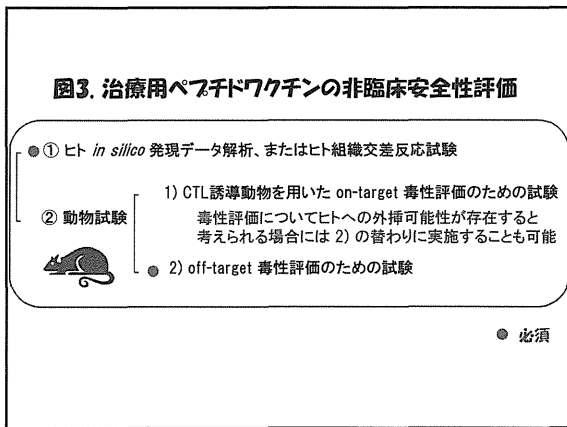 図3. 治療用ペプチドワクチンの非臨床安全性評価
● ① ヒト in silico 発現データ解析、またはヒト組織交差反応試験
1) CTL誘導動物を用いた on-target 毒性評価のための試験
毒性評価についてヒトへの外挿可能性が存在すると
② 動物試験
考えられる場合には 2) の替わりに実施することも可能
● 2) off-target 毒性評価のための試験
● 必須